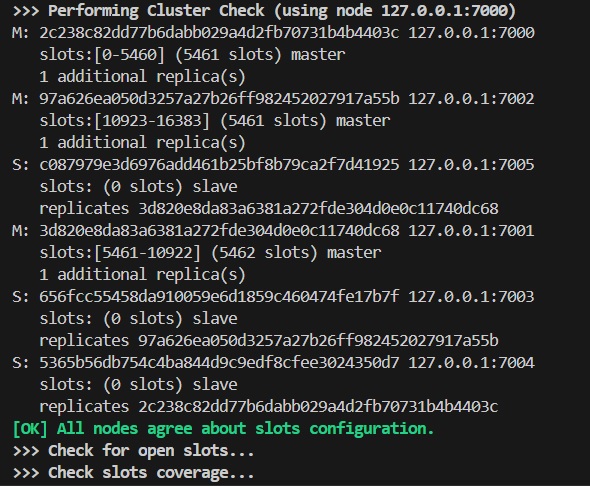 >>> Performing Cluster Check (using node 127.0.0.1:7000)
M: 2c238c82dd77b6dabb029a4d2fb70731b4b4403c 127.0.0.1:7000
   slots:[0-5460] (5461 slots) master
   1 additional replica(s)
M: 97a626ea050d3257a27b26ff982452027917a55b 127.0.0.1:7002
   slots:[10923-16383] (5461 slots) master
   1 additional replica(s)
S: c087979e3d6976add461b25bf8b79ca2f7d41925 127.0.0.1:7005
   slots: (0 slots) slave
   replicates 3d820e8da83a6381a272fde304d0e0c11740dc68
M: 3d820e8da83a6381a272fde304d0e0c11740dc68 127.0.0.1:7001
   slots:[5461-10922] (5462 slots) master
   1 additional replica(s)
S: 656fcc55458da910059e6d1859c460474fe17b7f 127.0.0.1:7003
   slots: (0 slots) slave
   replicates 97a626ea050d3257a27b26ff982452027917a55b
S: 5365b56db754c4ba844d9c9edf8cfee3024350d7 127.0.0.1:7004
   slots: (0 slots) slave
   replicates 2c238c82dd77b6dabb029a4d2fb70731b4b4403c
[OK] All nodes agree about slots configuration.
>>> Check for open slots...
>>> Check slots coverage...